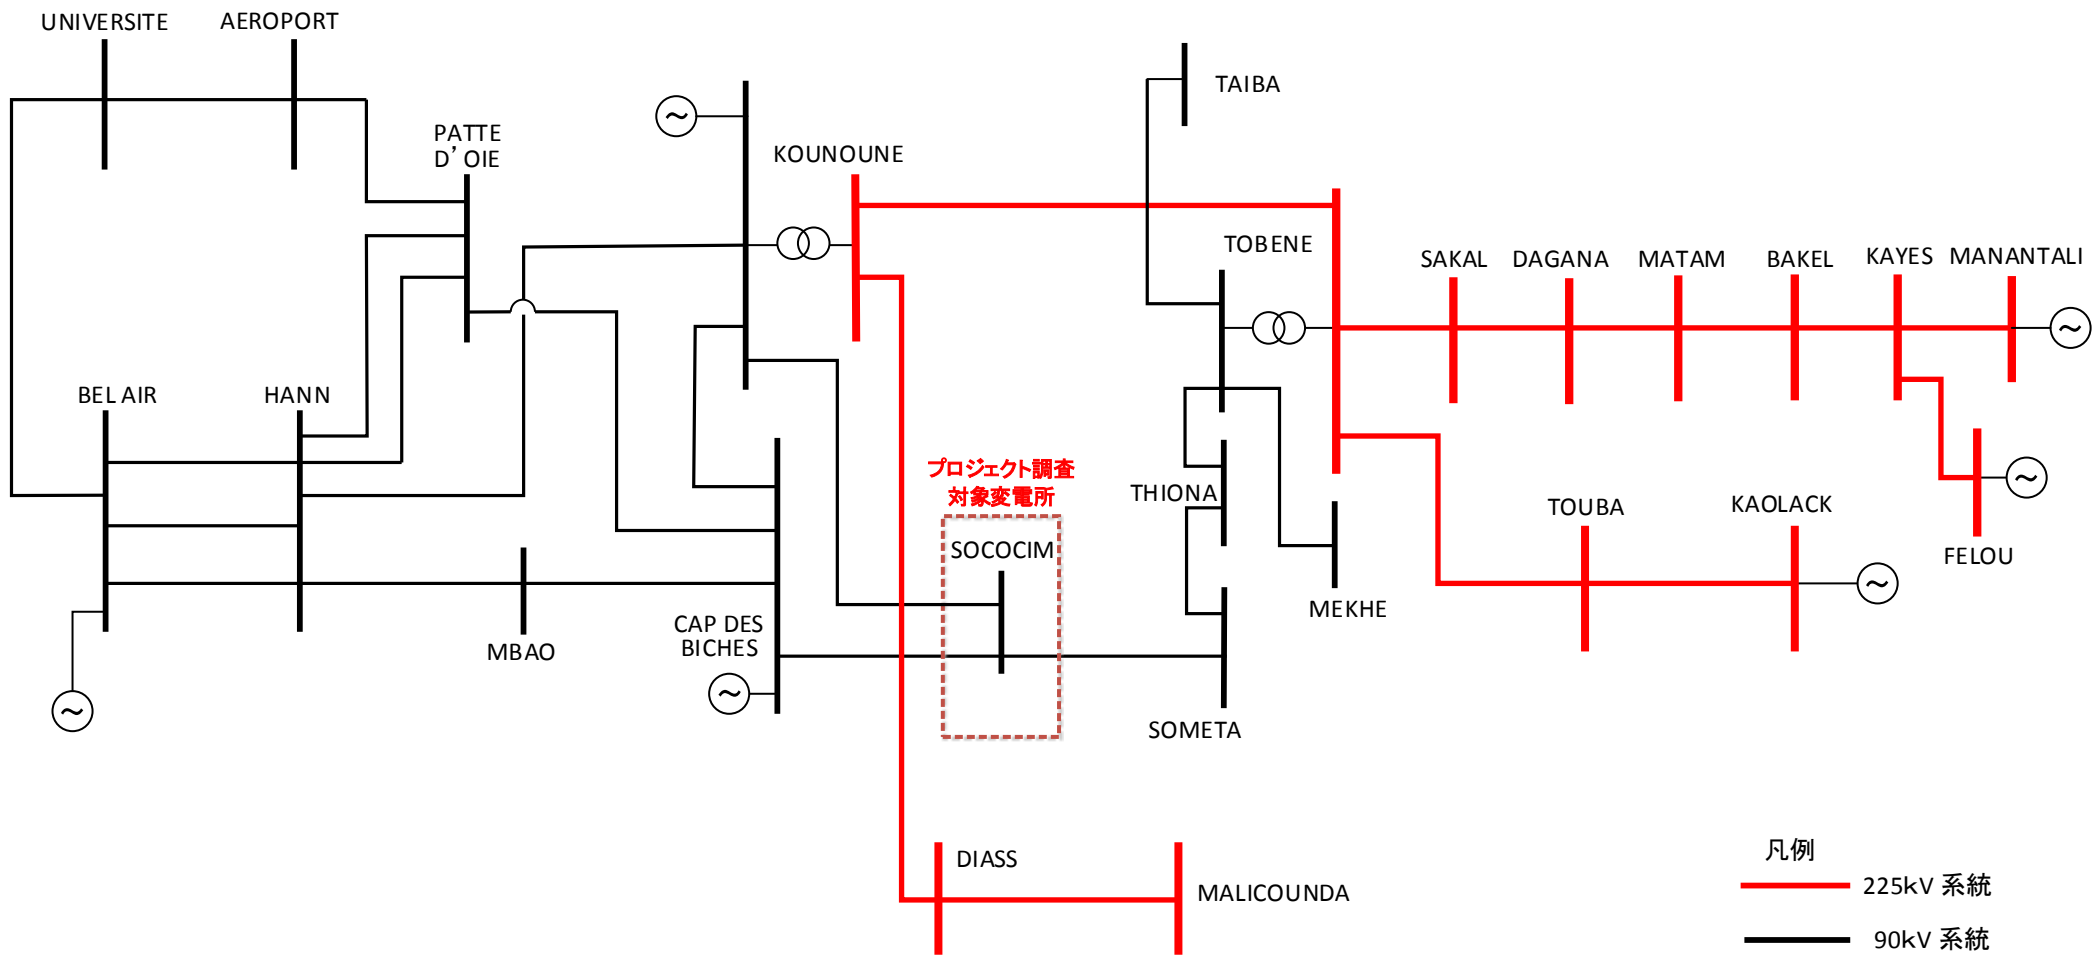 UNIVERSITE
AEROPORT
PATTE
D’ OIE
KOUNOUNE
TAIBA
TOBENE
SAKAL
DAGANA
MATAM
BAKEL
KAYES
MANANTALI
BEL AIR
HANN
プロジェクト調査
対象変電所
THIONA
SOCOCIM
TOUBA
KAOLACK
FELOU
MEKHE
MBAO
CAP DES
BICHES
SOMETA
DIASS
MALICOUNDA
凡例
225kV 系統
90kV 系統